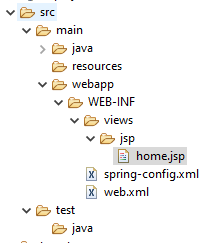 src
main
java
resources
webapp
WEB-INF
views
jsp
home.jsp
spring-config.xml
web.xml
test
java